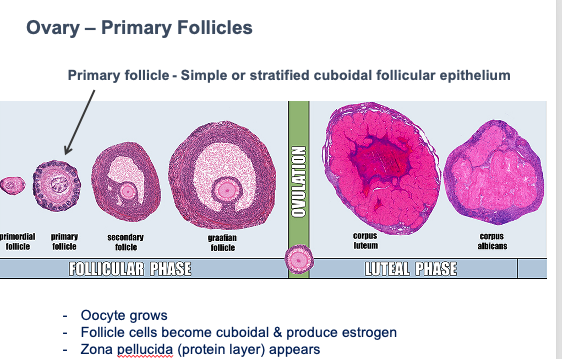 Ovary – Primary Follicles
Primary follicle - Simple or stratified cuboidal follicular epithelium
OVULATION
primordial follicle
primary follicle
secondary follicle
graafian follicle
corpus luteum
corpus albicans
FOLLICULAR PHASE
LUTEAL PHASE
- Oocyte grows
- Follicle cells become cuboidal & produce estrogen
- Zona pellucida (protein layer) appears